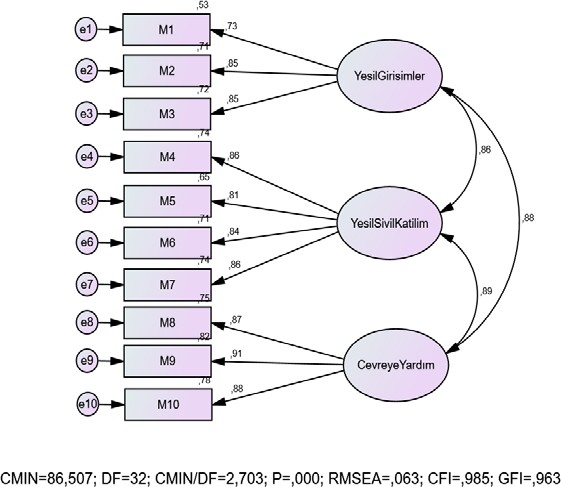 ,53
e1 M1 ,73
,71
e2 M2 ,85 YesilGirisimler
,72
e3 M3 ,85
,74
e4 M4 ,86 ,86
,65
e5 M5 ,81
,71 ,88
e6 M6 ,84 YesilSivilKatilim
,74
e7 M7 ,86
,75
e8 M8 ,87 ,89
,82
e9 M9 ,91 CevreyeYardım
,78
e10 M10 ,88
CMIN=86,507; DF=32; CMIN/DF=2,703; P=,000; RMSEA=,063; CFI=,985; GFI=,963